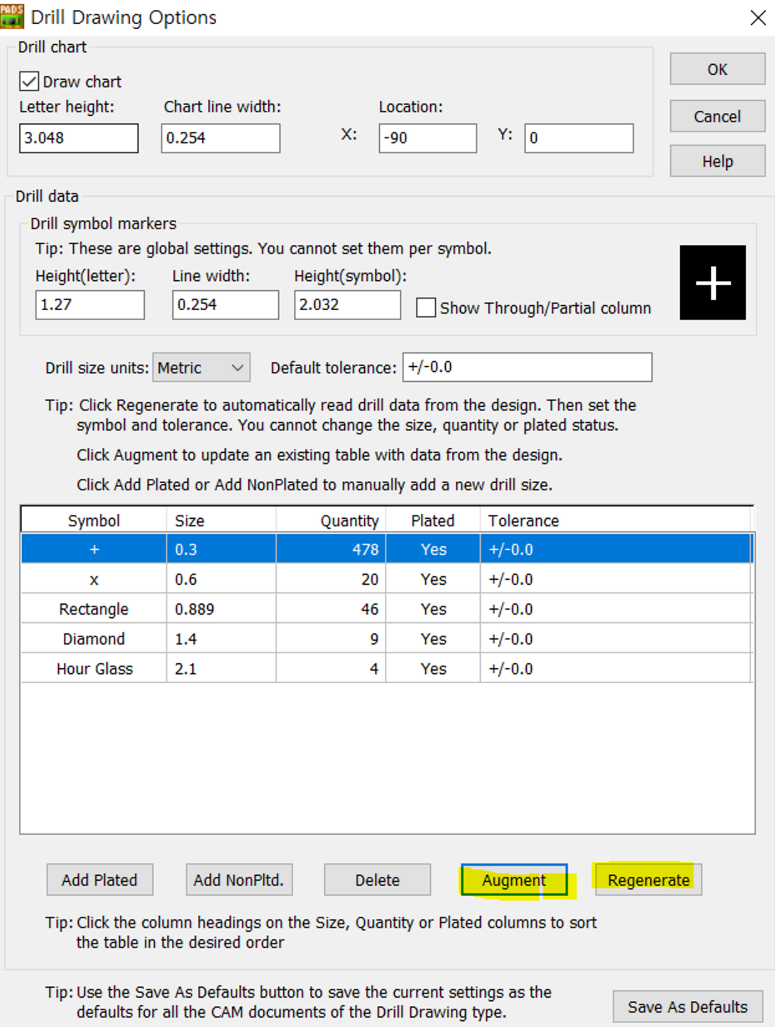 PADS
Drill Drawing Options
Drill chart
Draw chart
OK
Letter height: Chart line width: Location:
3.048 0.254 X: -90 Y: 0
Cancel
Help
Drill data
Drill symbol markers
Tip: These are global settings. You cannot set them per symbol.
Height(letter): Line width: Height(symbol):
1.27 0.254 2.032 Show Through/Partial column
Drill size units: Metric Default tolerance: +/-0.0
Tip: Click Regenerate to automatically read drill data from the design. Then set the
symbol and tolerance. You cannot change the size, quantity or plated status.
Click Augment to update an existing table with data from the design.
Click Add Plated or Add NonPlated to manually add a new drill size.
Symbol Size Quantity Plated Tolerance
+ 0.3 478 Yes +/-0.0
x 0.6 20 Yes +/-0.0
Rectangle 0.889 46 Yes +/-0.0
Diamond 1.4 9 Yes +/-0.0
Hour Glass 2.1 4 Yes +/-0.0
Add Plated Add NonPltd. Delete Augment Regenerate
Tip: Click the column headings on the Size, Quantity or Plated columns to sort
the table in the desired order
Tip: Use the Save As Defaults button to save the current settings as the
defaults for all the CAM documents of the Drill Drawing type.
Save As Defaults